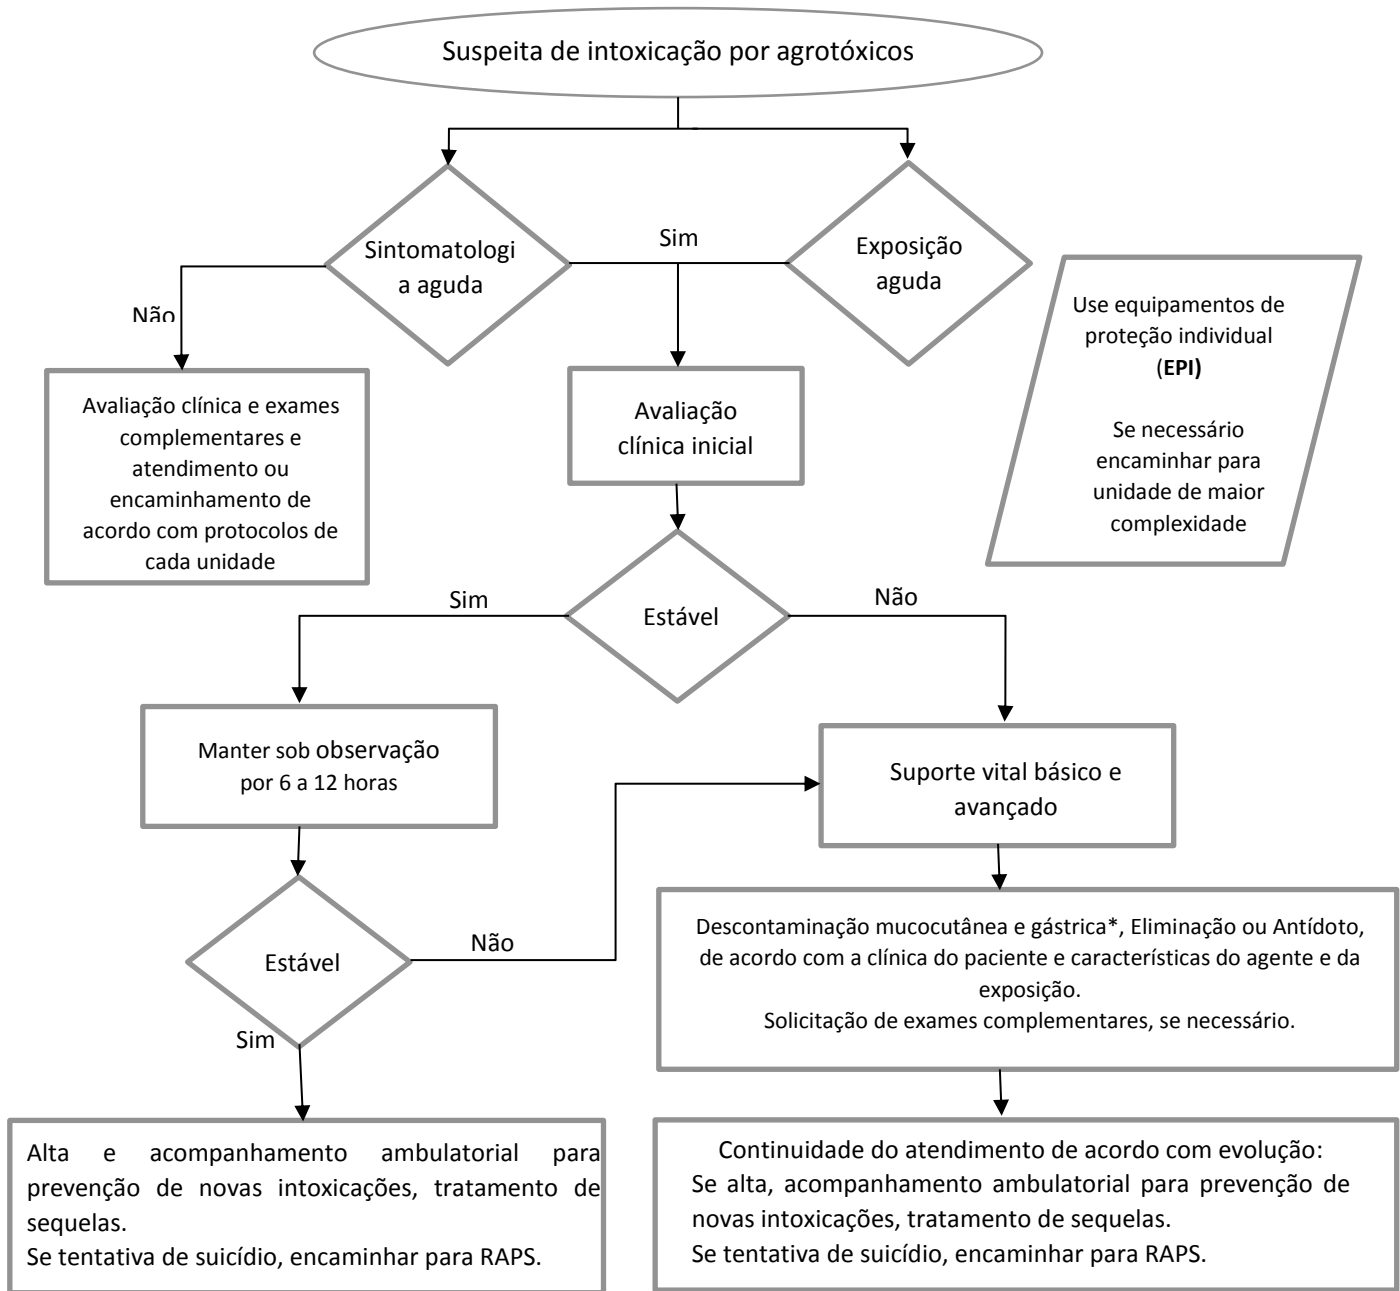 Suspeita de intoxicação por agrotóxicos
Sintomatologi
a aguda
Sim
Exposição
aguda
Não
Use equipamentos de
proteção individual
(EPI)
Se necessário
encaminhar para
unidade de maior
complexidade
Avaliação clínica e exames
complementares e
atendimento ou
encaminhamento de
acordo com protocolos de
cada unidade
Avaliação
clínica inicial
Sim
Estável
Não
Manter sob observação
por 6 a 12 horas
Suporte vital básico e
avançado
Estável
Não
Sim
Descontaminação mucocutânea e gástrica*, Eliminação ou Antídoto,
de acordo com a clínica do paciente e características do agente e da
exposição.
Solicitação de exames complementares, se necessário.
Alta e acompanhamento ambulatorial para
prevenção de novas intoxicações, tratamento de
sequelas.
Se tentativa de suicídio, encaminhar para RAPS.
Continuidade do atendimento de acordo com evolução:
Se alta, acompanhamento ambulatorial para prevenção de
novas intoxicações, tratamento de sequelas.
Se tentativa de suicídio, encaminhar para RAPS.